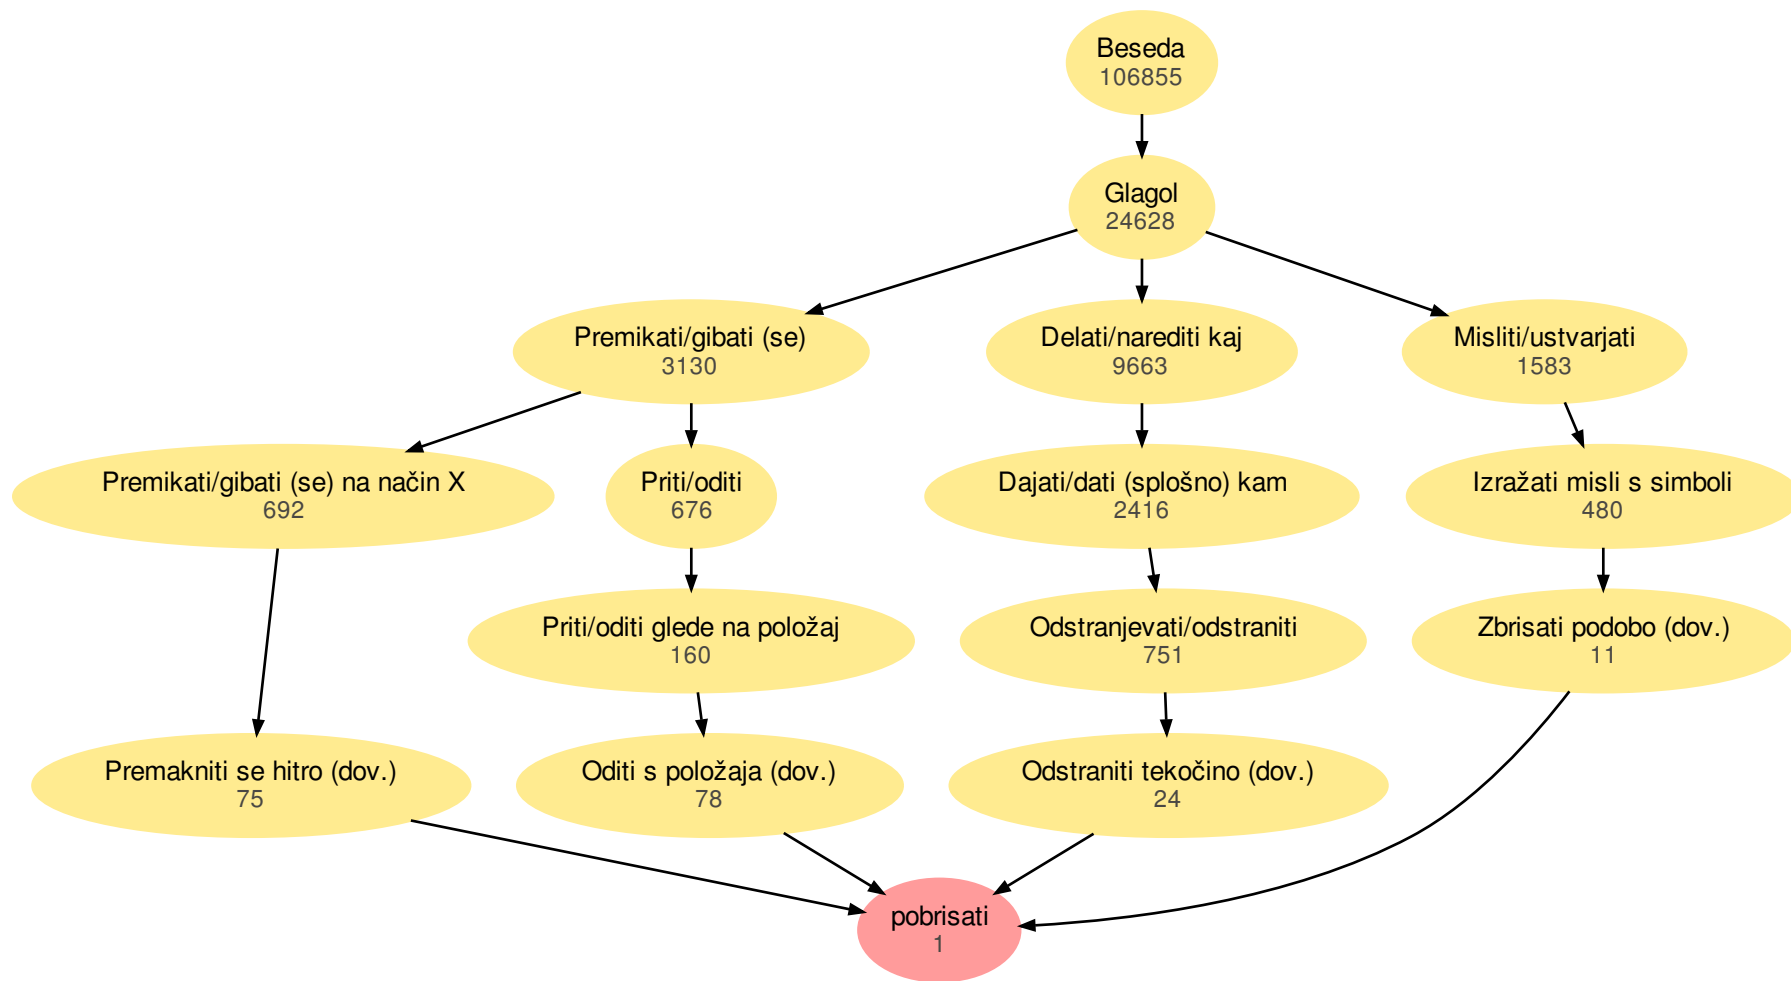 Beseda
106855
Glagol
24628
Premikati/gibati (se)
3130
Delati/narediti kaj
9663
Misliti/ustvarjati
1583
Premikati/gibati (se) na način X
692
Priti/oditi
676
Dajati/dati (splošno) kam
2416
Izražati misli s simboli
480
Priti/oditi glede na položaj
160
Odstranjevati/odstraniti
751
Zbrisati podobo (dov.)
11
Premakniti se hitro (dov.)
75
Oditi s položaja (dov.)
78
Odstraniti tekočino (dov.)
24
pobrisati
1